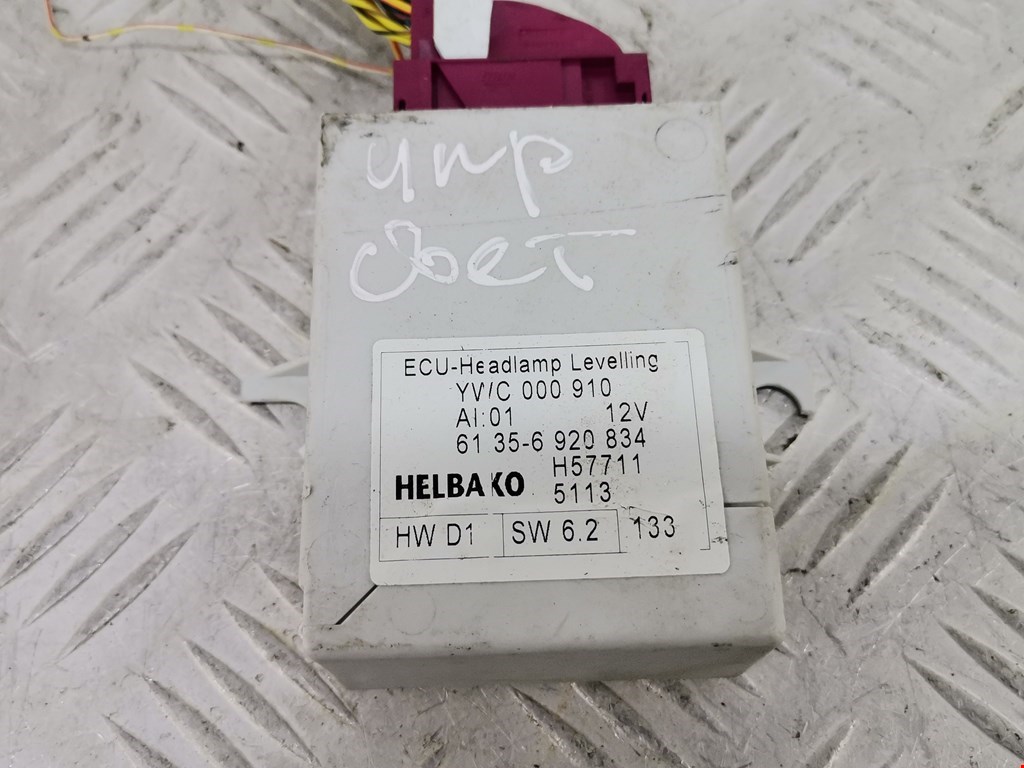 упр
свет
ECU-Headlamp Levelling
YWC 000 910
AI:01 12V
61 35-6 920 834
H57711
HELBAKO 5113
HW D1 SW 6.2 133